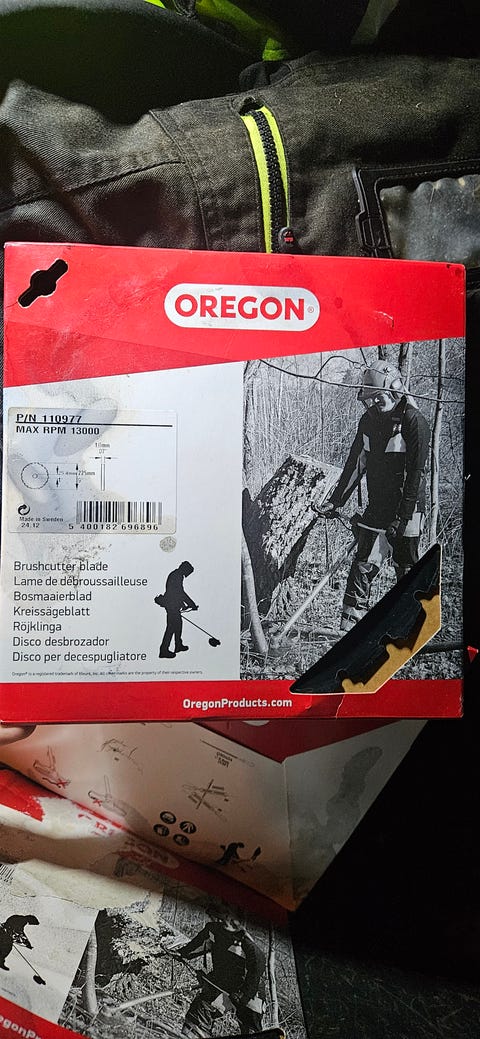 OREGON®
P/N 110977
MAX RPM 13000
225mm
Made in Sweden
24.12
5 400182 696896
Brushcutter blade
Lame de débroussailleuse
Bosmaaierblad
Kreissägeblatt
Röjklinga
Disco desbrozador
Disco per decespugliatore
OregonProducts.com